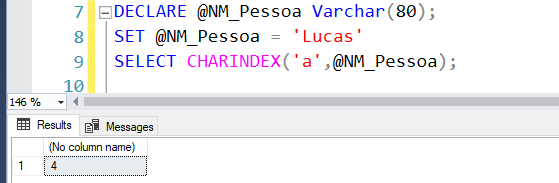 7 DECLARE @NM_Pessoa Varchar(80);
8 SET @NM_Pessoa = 'Lucas'
9 SELECT CHARINDEX('a',@NM_Pessoa);
10
146 %
Results Messages
(No column name)
1 4